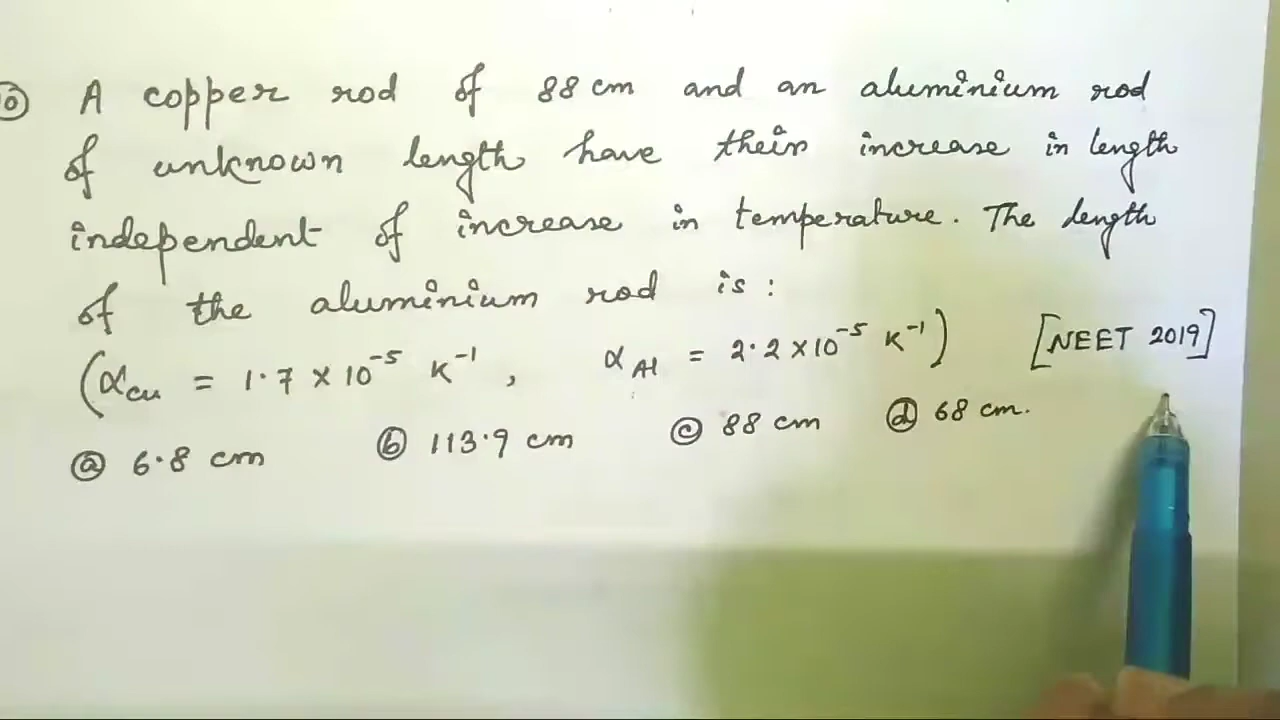 10) A copper rod of 88 cm and an aluminium rod
of unknown length have their increase in length
independent of increase in temperature. The length
of the aluminium rod is :
(α_Cu = 1.7 × 10⁻⁵ K⁻¹, α_Al = 2.2 × 10⁻⁵ K⁻¹) [NEET 2019]
ⓐ 6.8 cm ⓑ 113.9 cm ⓒ 88 cm ⓓ 68 cm.